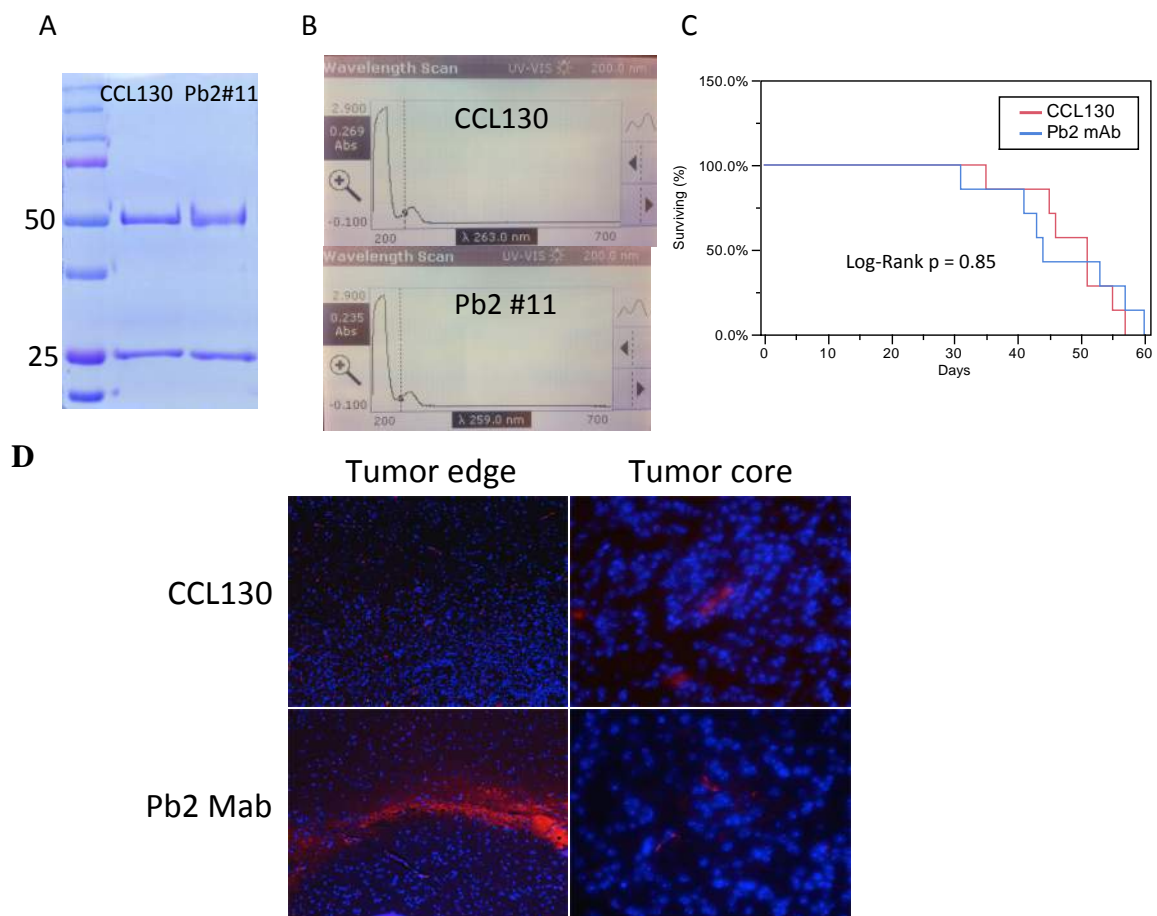 A
CCL130 Pb2#11
50
25
B
Wavelength Scan UV-VIS 200.0 nm
2.900
0.269
Abs
CCL130
-0.100
200 λ 263.0 nm 700
Wavelength Scan UV-VIS 200.0 nm
2.900
0.235
Abs
Pb2 #11
-0.100
200 λ 259.0 nm 700
C
150.0%
100.0%
50.0%
0.0%
Surviving (%)
CCL130
Pb2 mAb
Log-Rank p = 0.85
0 10 20 30 40 50 60
Days
D
Tumor edge Tumor core
CCL130
Pb2 Mab